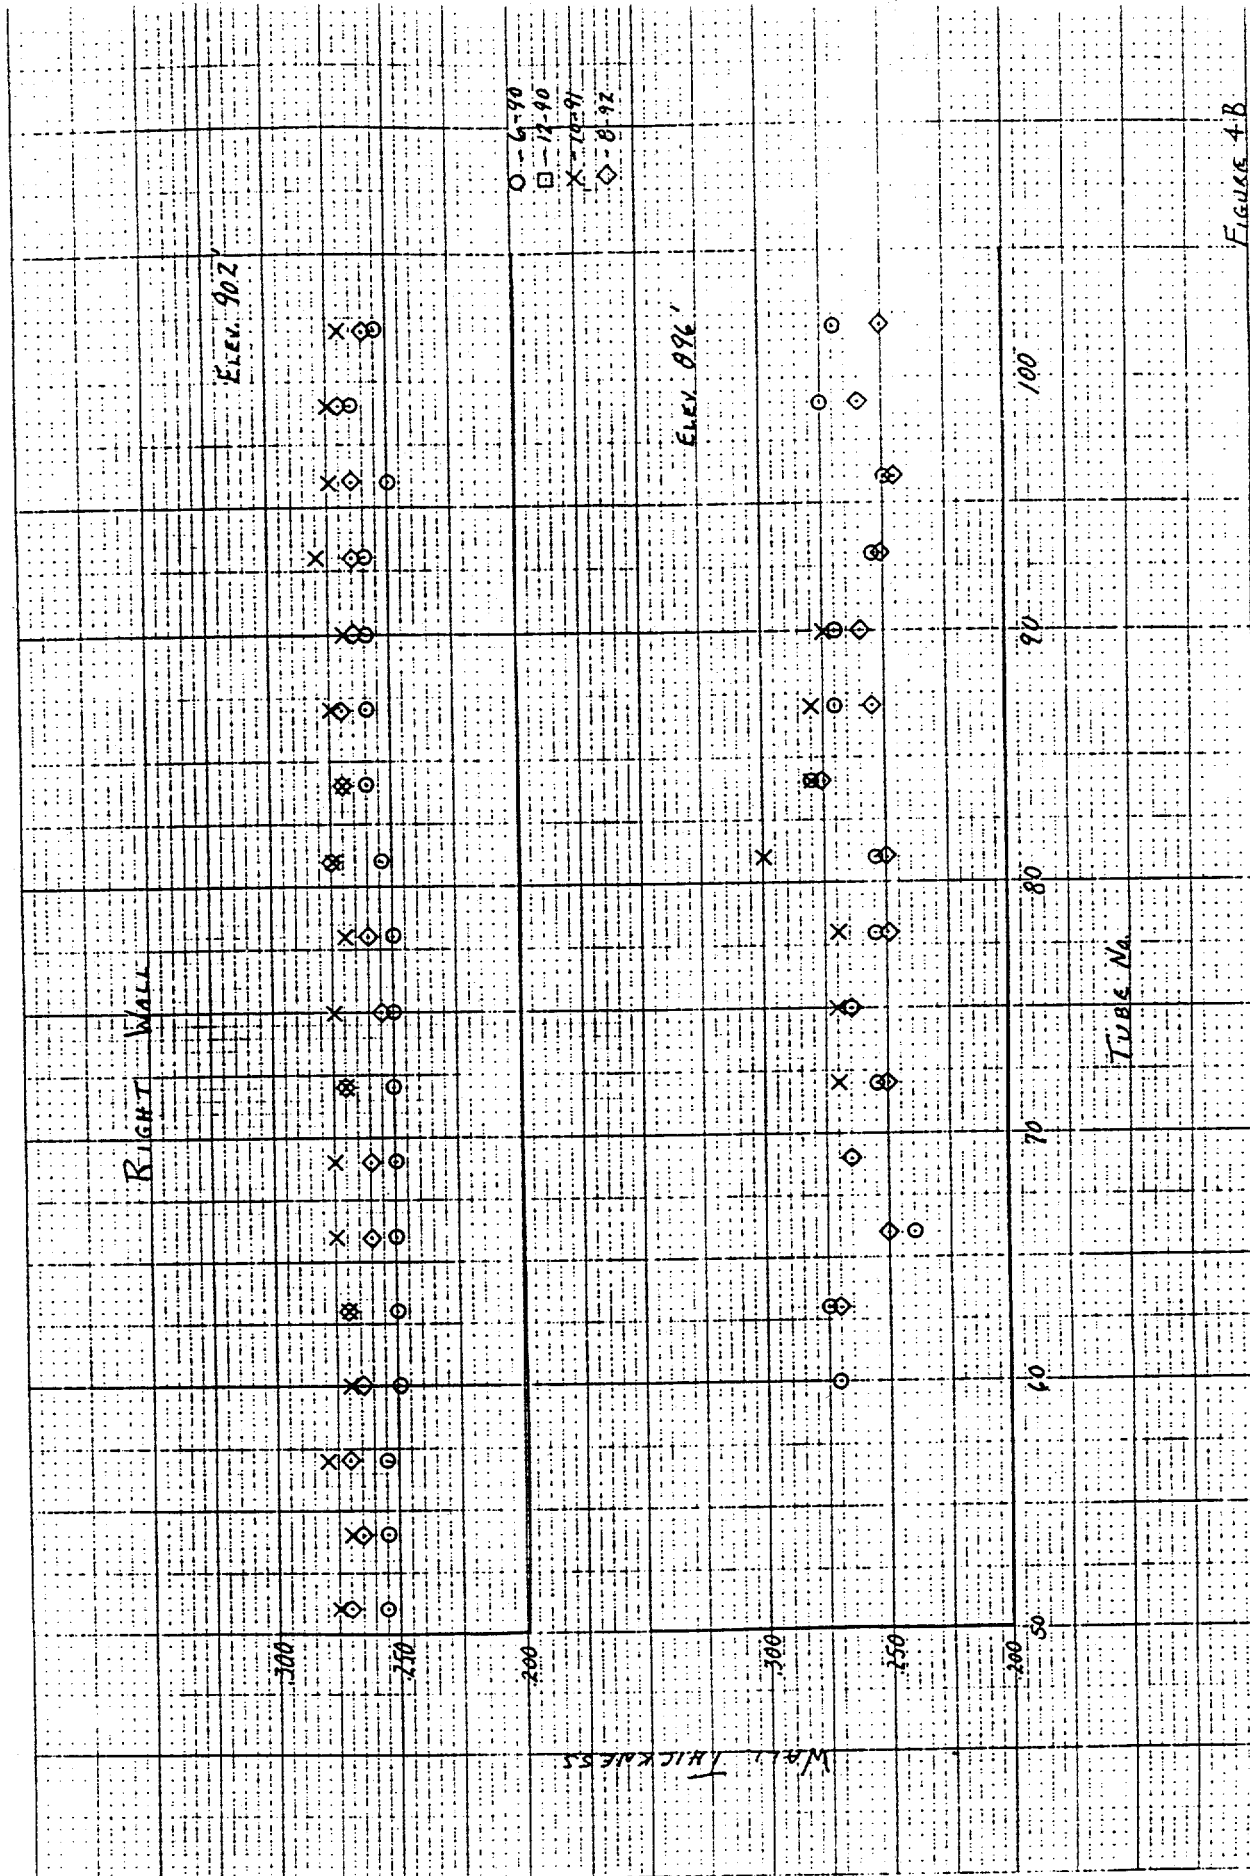 RIGHT WALL
ELEV. 902'
O - 6-90
□ - 12-90
X - 10-91
◇ - 8-92
.300
.250
.200
ELEV 896'
WALL THICKNESS
.300
.250
.200
50
60
70
80
90
100
TUBE No.
FIGURE 4B